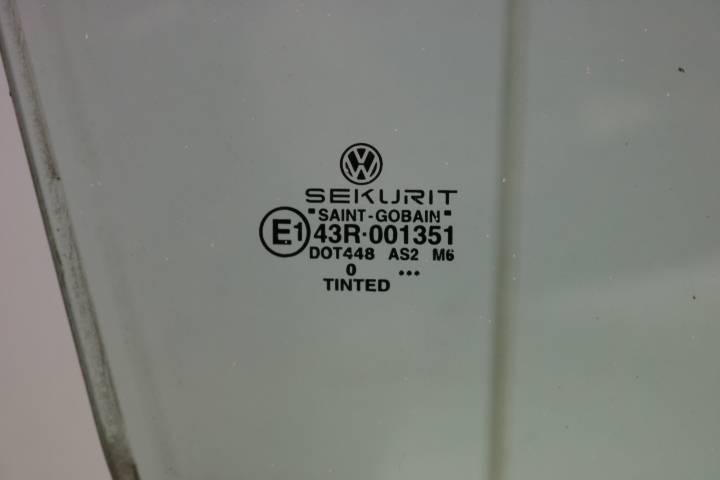 SEKURIT
"SAINT-GOBAIN"
E1 43R·001351
DOT448 AS2 M6
0 ...
TINTED